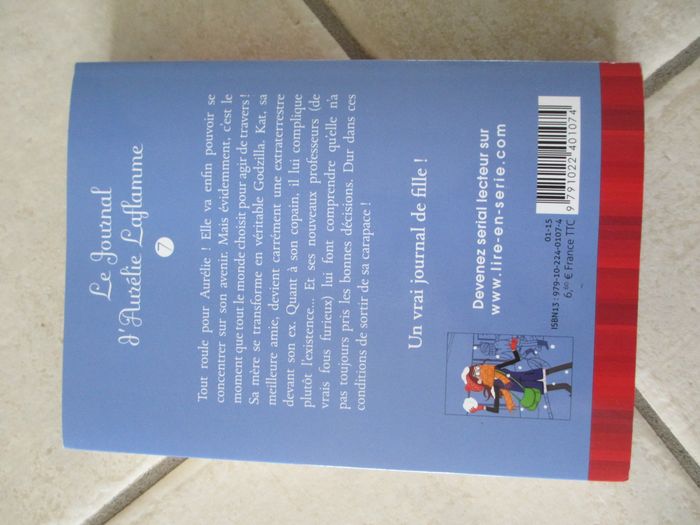 Le Journal
d'Aurélie Laflamme
7
Tout roule pour Aurélie ! Elle va enfin pouvoir se
concentrer sur son avenir. Mais évidemment, c'est le
moment que tout le monde choisit pour agir de travers !
Sa mère se transforme en véritable Godzilla. Kat, sa
meilleure amie, devient carrément une extraterrestre
devant son ex. Quant à son copain, il lui complique
plutôt l'existence... Et ses nouveaux professeurs (de
vrais fous furieux) lui font comprendre qu'elle n'a
pas toujours pris les bonnes décisions. Dur dans ces
conditions de sortir de sa carapace !
Un vrai journal de fille !
Devenez serial lecteur sur
www.lire-en-serie.com
9 791022 401074
01-15
ISBN13 : 979-10-224-0107-4
6,50 € France TTC